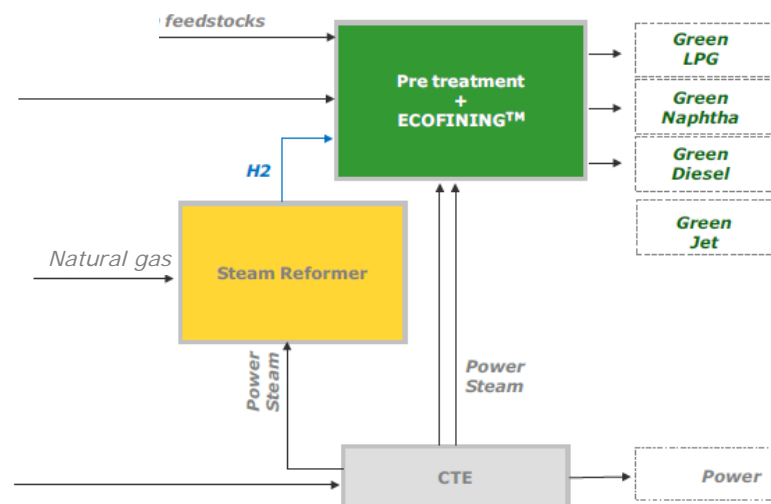 feedstocks
Green
LPG
Pre treatment
+
ECOFINING™
Green
Naphtha
H2
Green
Diesel
Green
Jet
Natural gas
Steam Reformer
Power
Steam
Power
Steam
CTE
Power